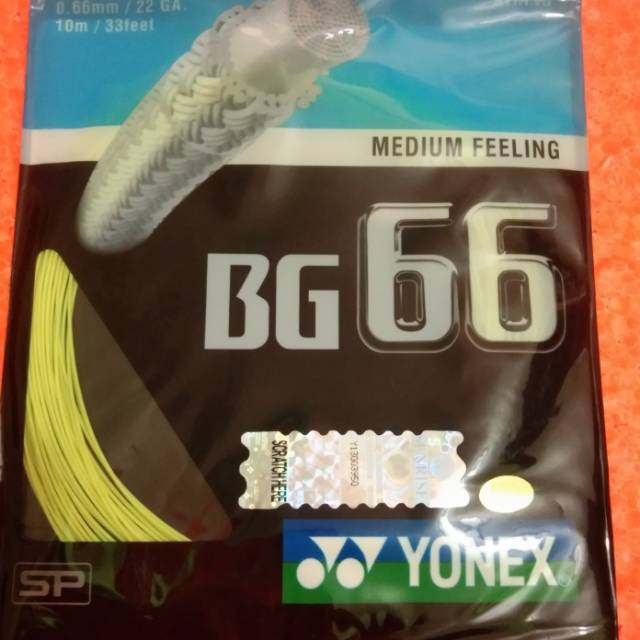 0.66mm / 22 GA.
10m / 33feet
MEDIUM FEELING
BG 66
SCRATCH HERE
SP
YONEX